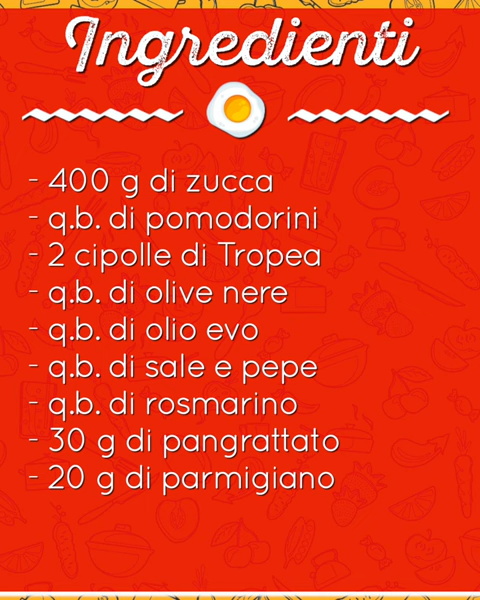 Ingredienti
- 400 g di zucca
- q.b. di pomodorini
- 2 cipolle di Tropea
- q.b. di olive nere
- q.b. di olio evo
- q.b. di sale e pepe
- q.b. di rosmarino
- 30 g di pangrattato
- 20 g di parmigiano